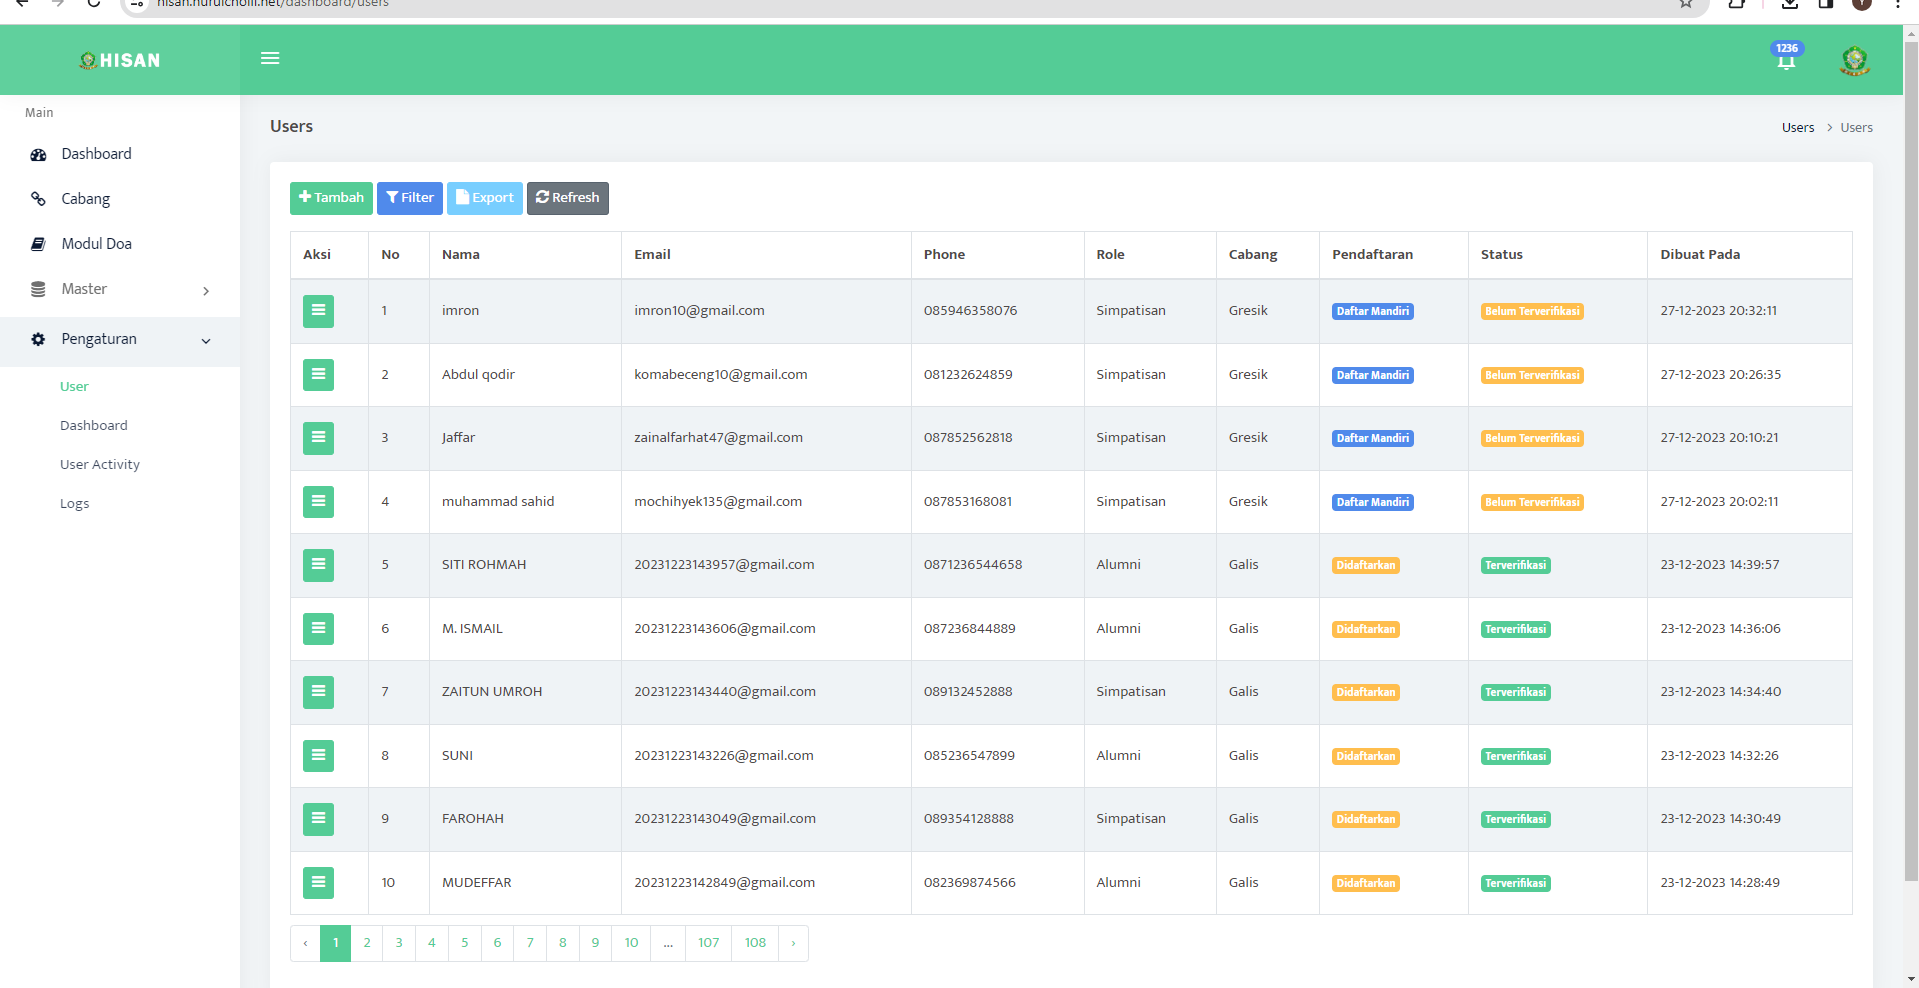 /dashboard/users
HISAN
1236
Main
Dashboard
Cabang
Modul Doa
Master
Pengaturan
User
Dashboard
User Activity
Logs
Users
Users > Users
Tambah Filter Export Refresh
Aksi No Nama Email Phone Role Cabang Pendaftaran Status Dibuat Pada
1 imron imron10@gmail.com 085946358076 Simpatisan Gresik Daftar Mandiri Belum Terverifikasi 27-12-2023 20:32:11
2 Abdul qodir komabeceng10@gmail.com 081232624859 Simpatisan Gresik Daftar Mandiri Belum Terverifikasi 27-12-2023 20:26:35
3 Jaffar zainalfarhat47@gmail.com 087852562818 Simpatisan Gresik Daftar Mandiri Belum Terverifikasi 27-12-2023 20:10:21
4 muhammad sahid mochihyek135@gmail.com 087853168081 Simpatisan Gresik Daftar Mandiri Belum Terverifikasi 27-12-2023 20:02:11
5 SITI ROHMAH 20231223143957@gmail.com 0871236544658 Alumni Galis Didaftarkan Terverifikasi 23-12-2023 14:39:57
6 M. ISMAIL 20231223143606@gmail.com 087236844889 Alumni Galis Didaftarkan Terverifikasi 23-12-2023 14:36:06
7 ZAITUN UMROH 20231223143440@gmail.com 089132452888 Simpatisan Galis Didaftarkan Terverifikasi 23-12-2023 14:34:40
8 SUNI 20231223143226@gmail.com 085236547899 Alumni Galis Didaftarkan Terverifikasi 23-12-2023 14:32:26
9 FAROHAH 20231223143049@gmail.com 089354128888 Simpatisan Galis Didaftarkan Terverifikasi 23-12-2023 14:30:49
10 MUDEFFAR 20231223142849@gmail.com 082369874566 Alumni Galis Didaftarkan Terverifikasi 23-12-2023 14:28:49
‹ 1 2 3 4 5 6 7 8 9 10 ... 107 108 ›